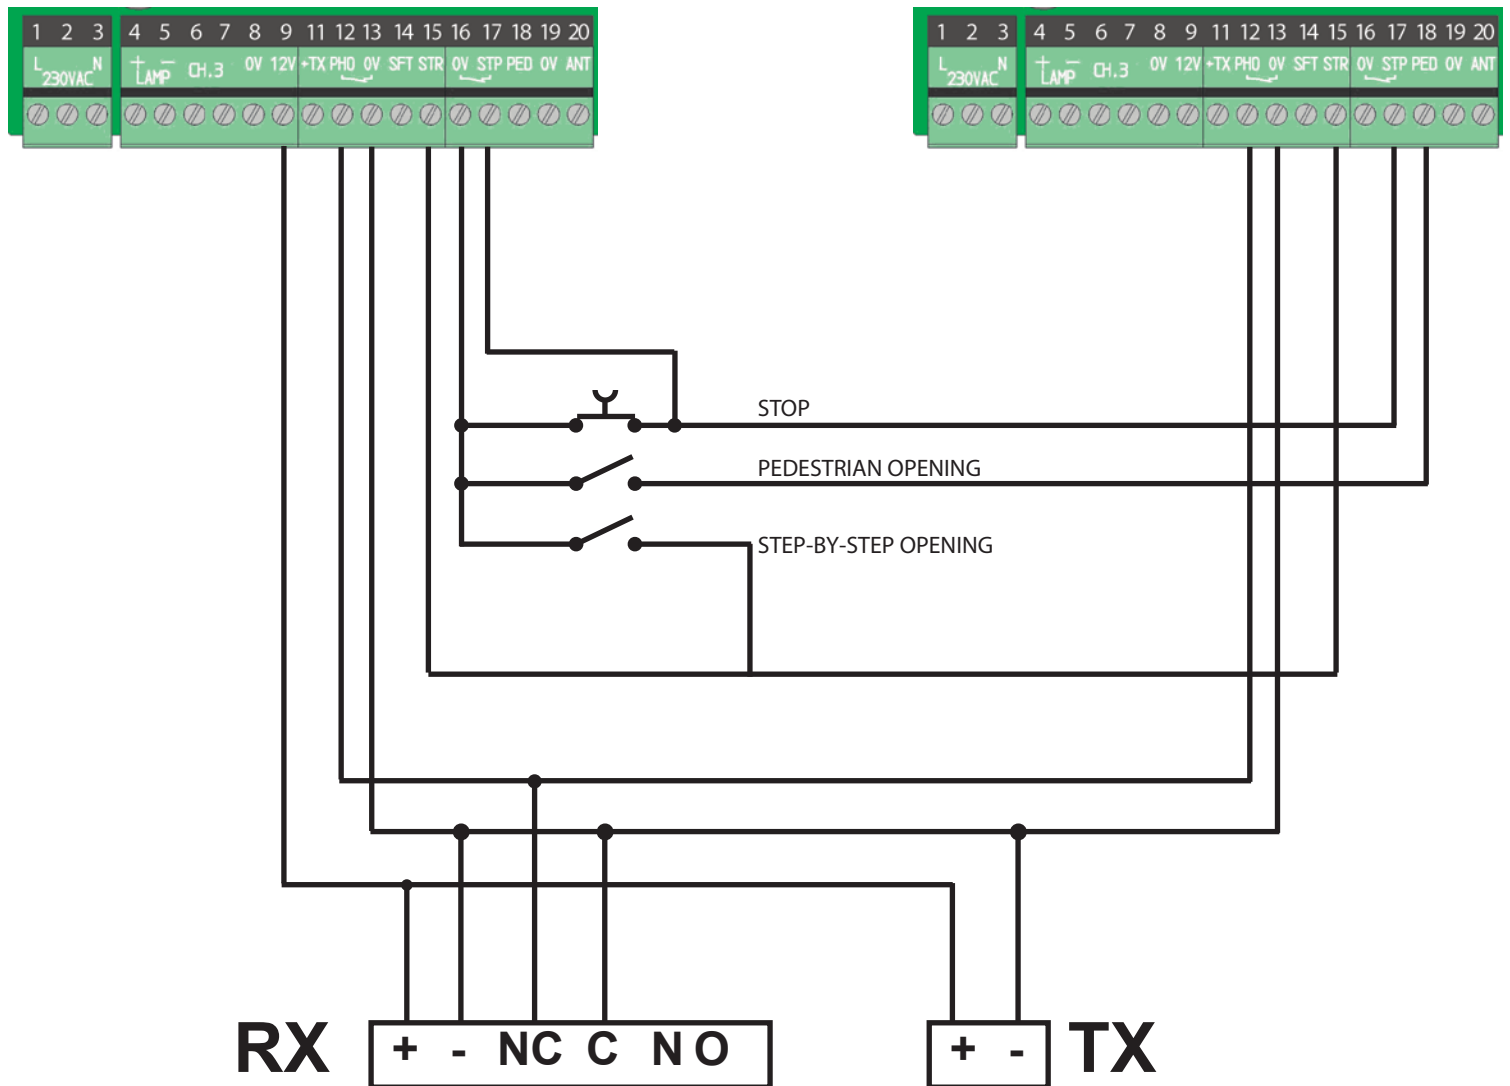 1 2 3 4 5 6 7 8 9 11 12 13 14 15 16 17 18 19 20
L N + LAMP - CH.3 0V 12V +TX PHO 0V SFT STR 0V STP PED 0V ANT
230VAC
1 2 3 4 5 6 7 8 9 11 12 13 14 15 16 17 18 19 20
L N + LAMP - CH.3 0V 12V +TX PHO 0V SFT STR 0V STP PED 0V ANT
230VAC
STOP
PEDESTRIAN OPENING
STEP-BY-STEP OPENING
RX + - NC C NO
+ - TX